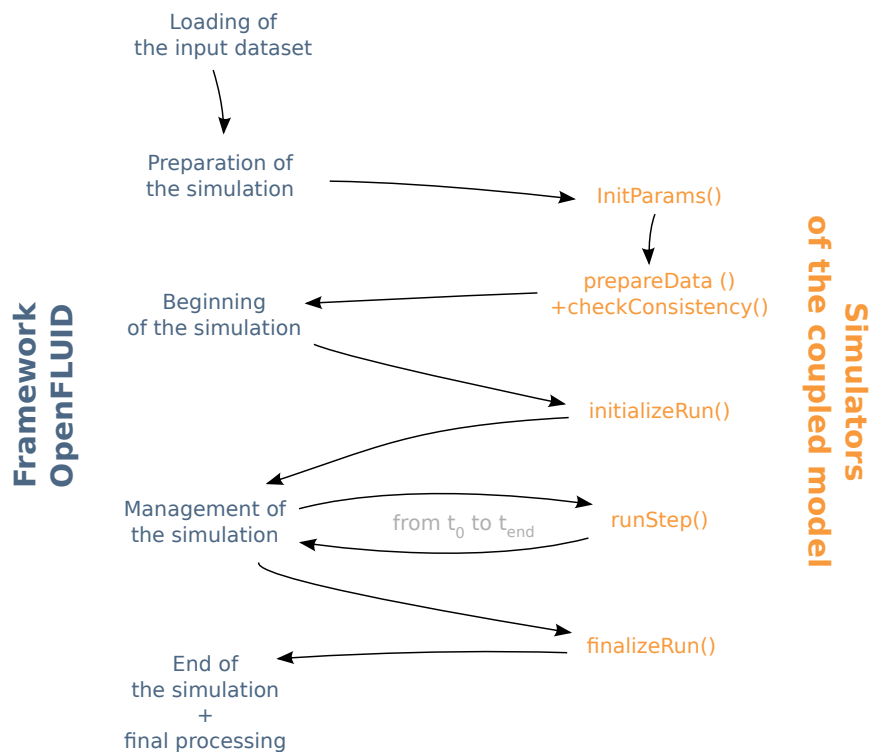 Loading of
the input dataset
Preparation of
the simulation
InitParams()
prepareData ()
+checkConsistency()
Beginning
of the simulation
initializeRun()
Management of
the simulation
from t0 to tend
runStep()
finalizeRun()
End of
the simulation
+
final processing
Framework
OpenFLUID
Simulators
of the coupled model